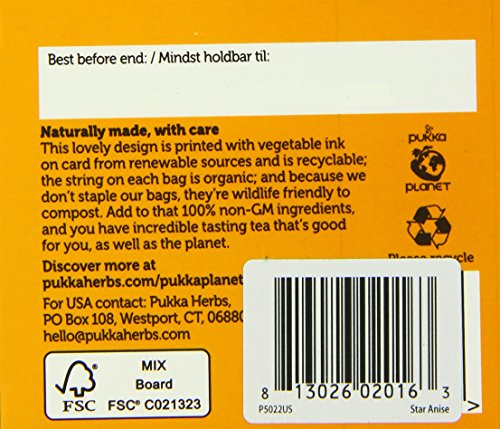 Best before end: / Mindst holdbar til:
Naturally made, with care
This lovely design is printed with vegetable ink
on card from renewable sources and is recyclable;
the string on each bag is organic; and because we
don't staple our bags, they're wildlife friendly to
compost. Add to that 100% non-GM ingredients,
and you have incredible tasting tea that's good
for you, as well as the planet.
Discover more at
pukkaherbs.com/pukkaplanet
For USA contact: Pukka Herbs,
PO Box 108, Westport, CT, 06880
hello@pukkaherbs.com
pukka
planet
Please recycle
FSC
MIX
Board
FSC® C021323
8 13026 02016 3
P5022US Star Anise